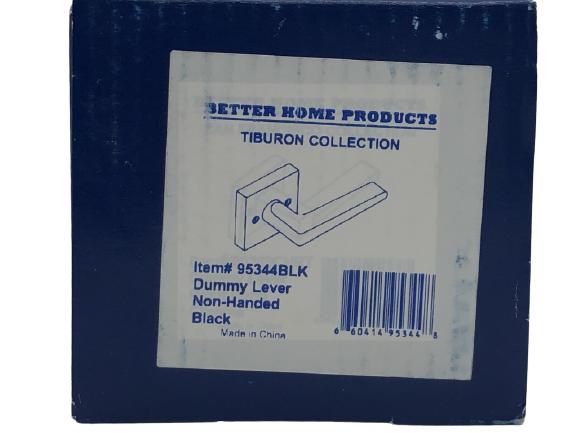 BETTER HOME PRODUCTS
TIBURON COLLECTION
Item# 95344BLK
Dummy Lever
Non-Handed
Black
Made in China
6 60414 95344 8